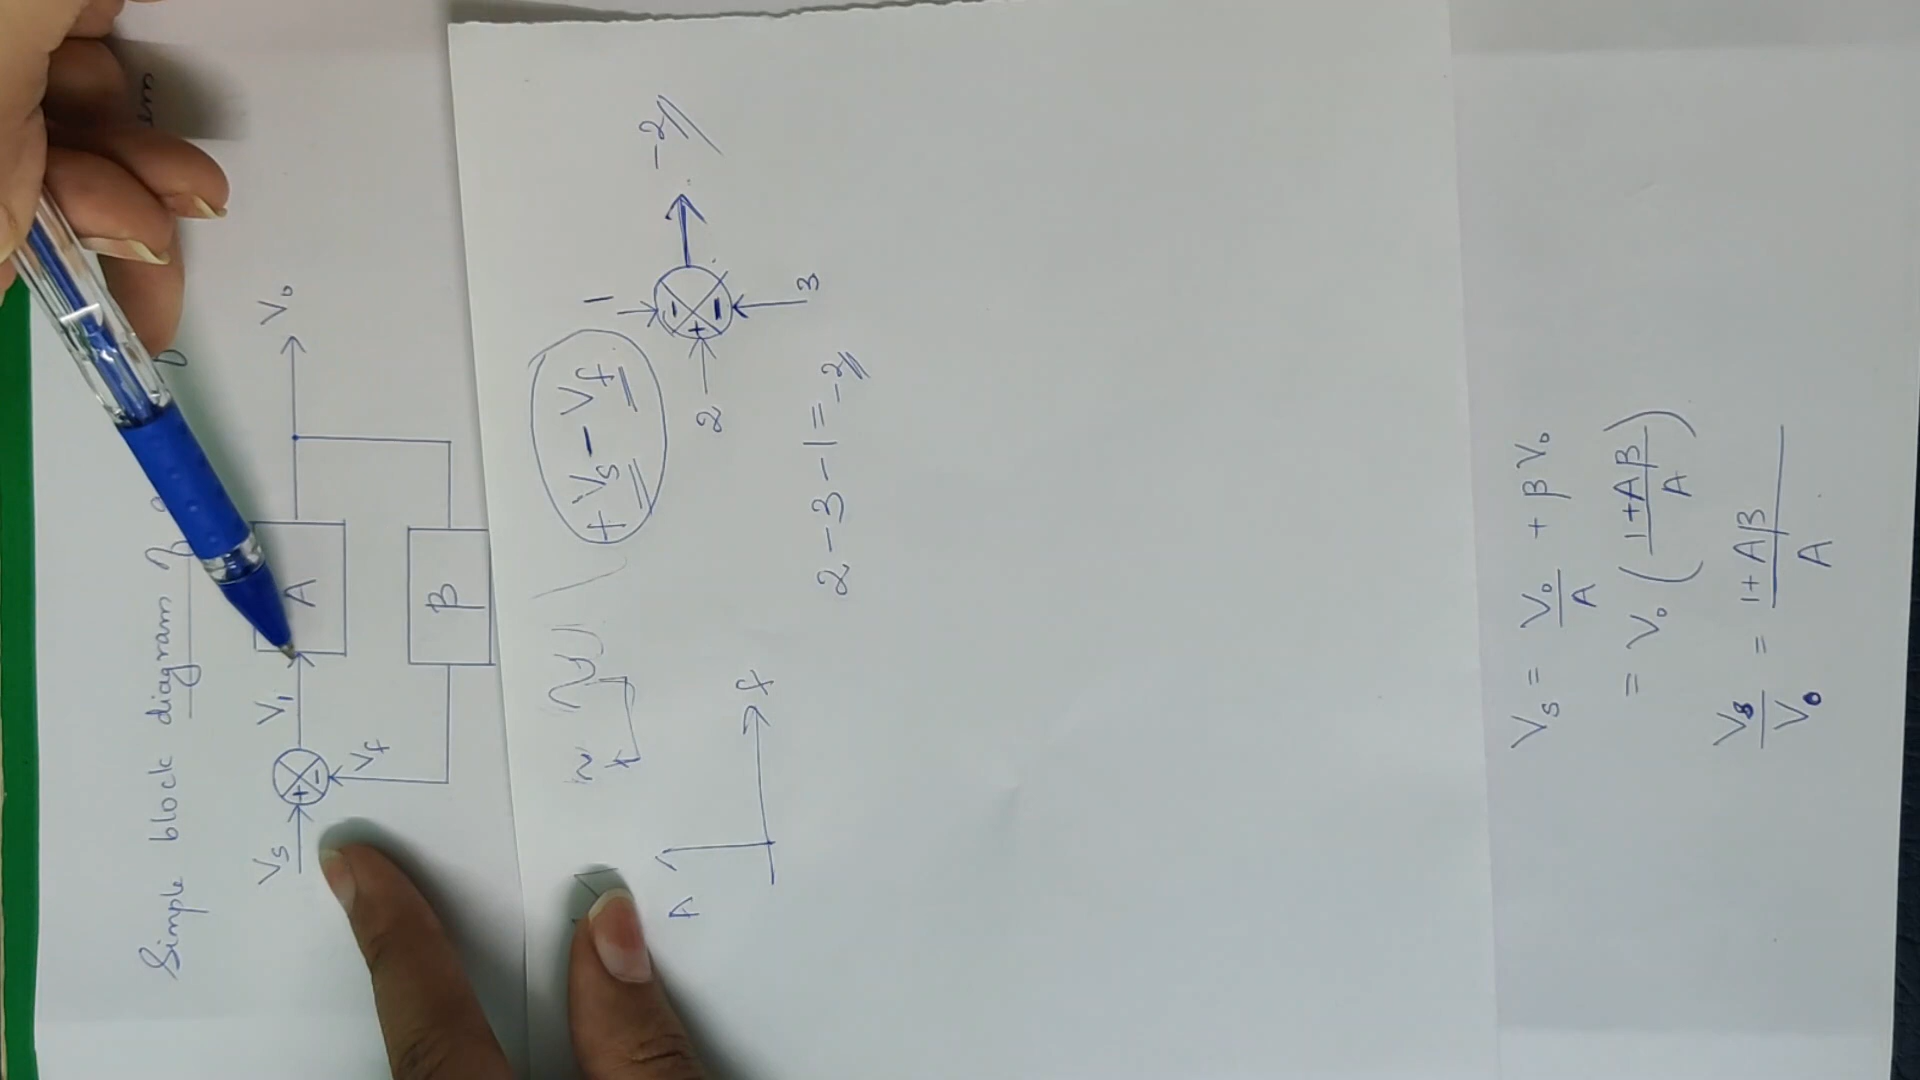 Simple block diagram
Vs + - V1 A Vo
Vf
β
+Vs - Vf
1
2 + - - -2
3
2 - 3 - 1 = -2
A
f
Vs = Vo/A + β Vo
= Vo ( 1+Aβ / A )
Vs/Vo = 1+Aβ / A